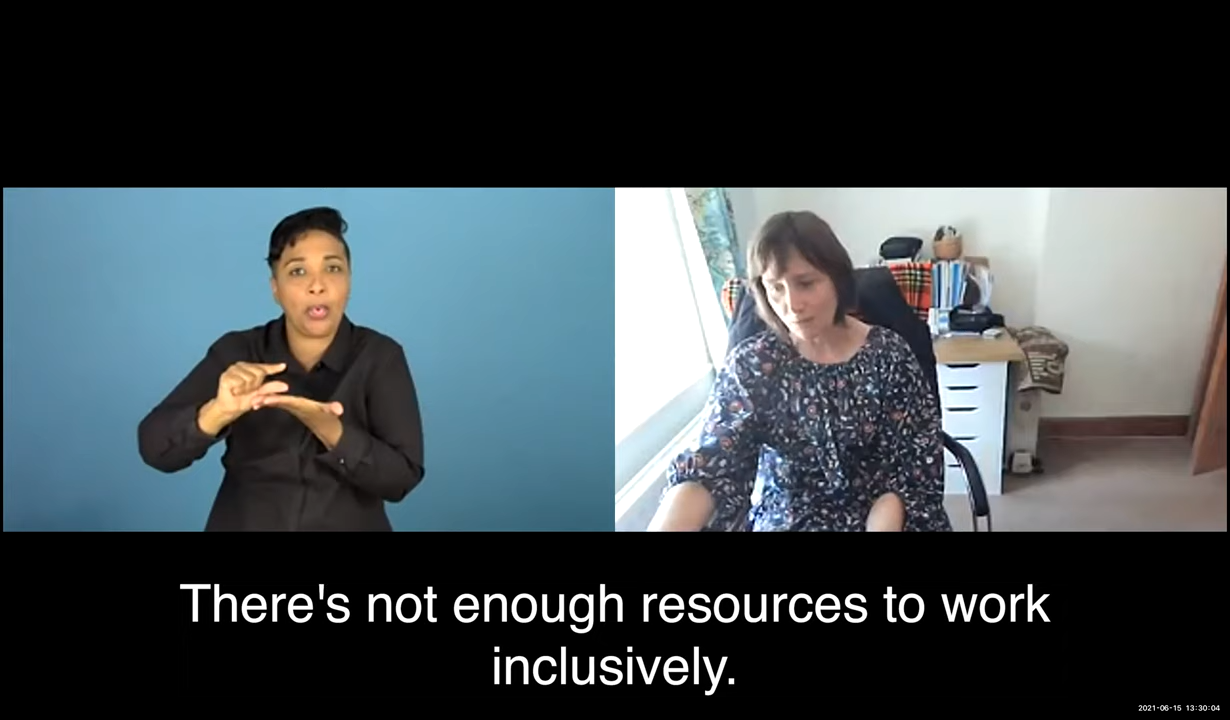 There's not enough resources to work
inclusively.
2021-06-15 13:30:04